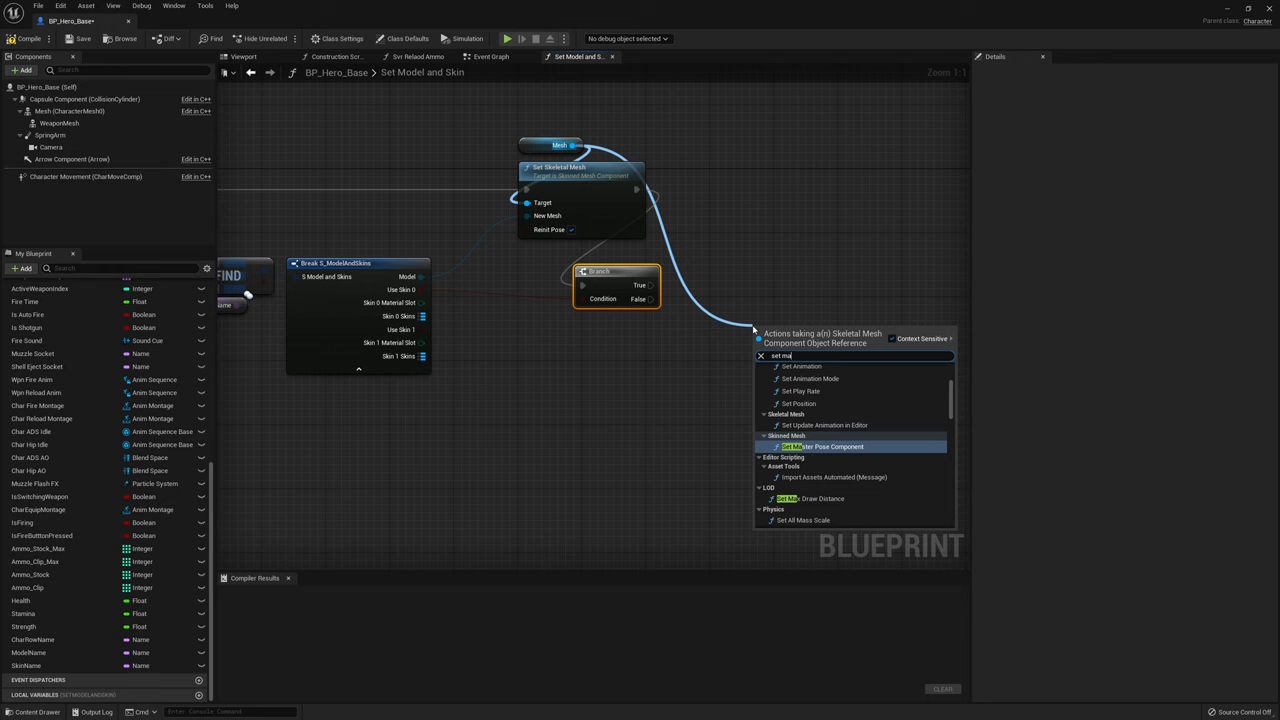 File Edit Asset View Debug Window Tools Help
BP_Hero_Base*
Parent class: Character
Compile Save Browse Diff Find Hide Unrelated Class Settings Class Defaults Simulation No debug object selected
Components
Viewport Construction Scr... Svr Relaod Ammo Event Graph Set Model and S... Details
Add Search
BP_Hero_Base > Set Model and Skin Zoom 1:1
BP_Hero_Base (Self)
Capsule Component (CollisionCylinder) Edit in C++
Mesh (CharacterMesh0) Edit in C++
WeaponMesh
SpringArm
Camera
Arrow Component (Arrow) Edit in C++
Character Movement (CharMoveComp) Edit in C++
Mesh
Set Skeletal Mesh
Target is Skinned Mesh Component
Target
New Mesh
Reinit Pose
My Blueprint
Add Search
ActiveWeaponIndex Integer
Fire Time Float
Is Auto Fire Boolean
Is Shotgun Boolean
Fire Sound Sound Cue
Muzzle Socket Name
Shell Eject Socket Name
Wpn Fire Anim Anim Sequence
Wpn Reload Anim Anim Sequence
Char Fire Montage Anim Montage
Char Reload Montage Anim Montage
Char ADS Idle Anim Sequence Base
Char Hip Idle Anim Sequence Base
Char ADS AO Blend Space
Char Hip AO Blend Space
Muzzle Flash FX Particle System
IsSwitchingWeapon Boolean
CharEquipMontage Anim Montage
IsFiring Boolean
IsFireButttonPressed Boolean
Ammo_Stock_Max Integer
Ammo_Clip_Max Integer
Ammo_Stock Integer
Ammo_Clip Integer
Health Float
Stamina Float
Strength Float
CharRowName Name
ModelName Name
SkinName Name
EVENT DISPATCHERS
LOCAL VARIABLES (SETMODELANDSKIN)
FIND
Name
Break S_ModelAndSkins
S Model and Skins Model
Use Skin 0
Skin 0 Material Slot
Skin 0 Skins
Use Skin 1
Skin 1 Material Slot
Skin 1 Skins
Branch
True
Condition False
Actions taking a(n) Skeletal Mesh
Component Object Reference
Context Sensitive
set ma
Set Animation
Set Animation Mode
Set Play Rate
Set Position
Skeletal Mesh
Set Update Animation in Editor
Skinned Mesh
Set Master Pose Component
Editor Scripting
Asset Tools
Import Assets Automated (Message)
LOD
Set Max Draw Distance
Physics
Set All Mass Scale
BLUEPRINT
Compiler Results
CLEAR
Content Drawer Output Log Cmd Enter Console Command Source Control Off